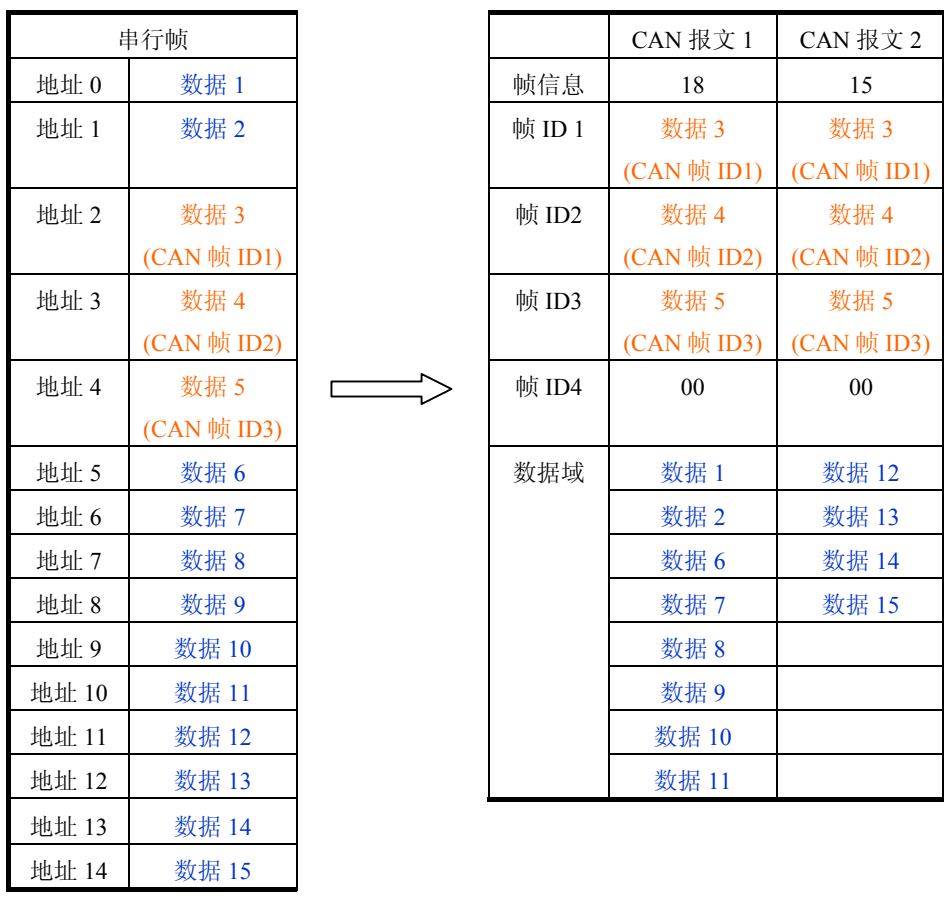 串行帧
地址 0 数据 1
地址 1 数据 2
地址 2 数据 3
(CAN 帧 ID1)
地址 3 数据 4
(CAN 帧 ID2)
地址 4 数据 5
(CAN 帧 ID3)
地址 5 数据 6
地址 6 数据 7
地址 7 数据 8
地址 8 数据 9
地址 9 数据 10
地址 10 数据 11
地址 11 数据 12
地址 12 数据 13
地址 13 数据 14
地址 14 数据 15
CAN 报文 1 CAN 报文 2
帧信息 18 15
帧 ID 1 数据 3 数据 3
(CAN 帧 ID1) (CAN 帧 ID1)
帧 ID2 数据 4 数据 4
(CAN 帧 ID2) (CAN 帧 ID2)
帧 ID3 数据 5 数据 5
(CAN 帧 ID3) (CAN 帧 ID3)
帧 ID4 00 00
数据域 数据 1 数据 12
数据 2 数据 13
数据 6 数据 14
数据 7 数据 15
数据 8
数据 9
数据 10
数据 11